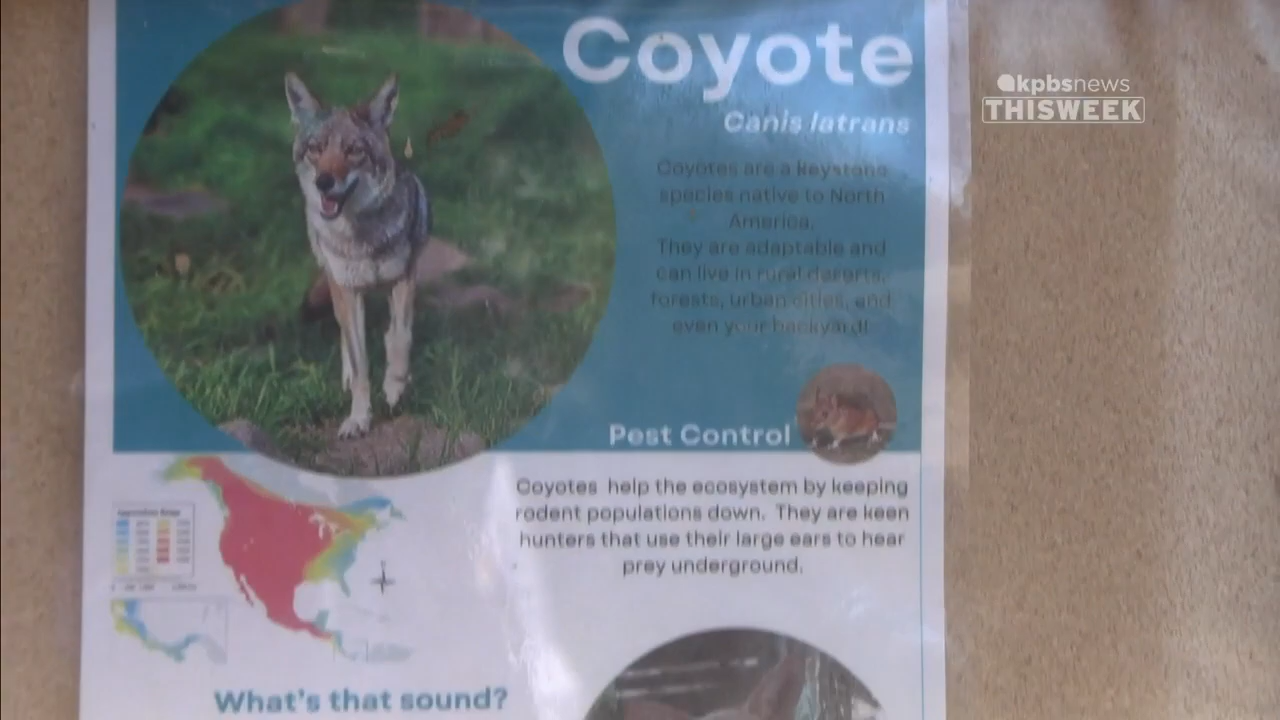 Coyote
kpbsnews
THISWEEK
Canis latrans
Coyotes are a keystone
species native to North
America.
They are adaptable and
can live in rural deserts,
forests, urban cities, and
even your backyard!
Pest Control
Coyotes help the ecosystem by keeping
rodent populations down. They are keen
hunters that use their large ears to hear
prey underground.
What's that sound?